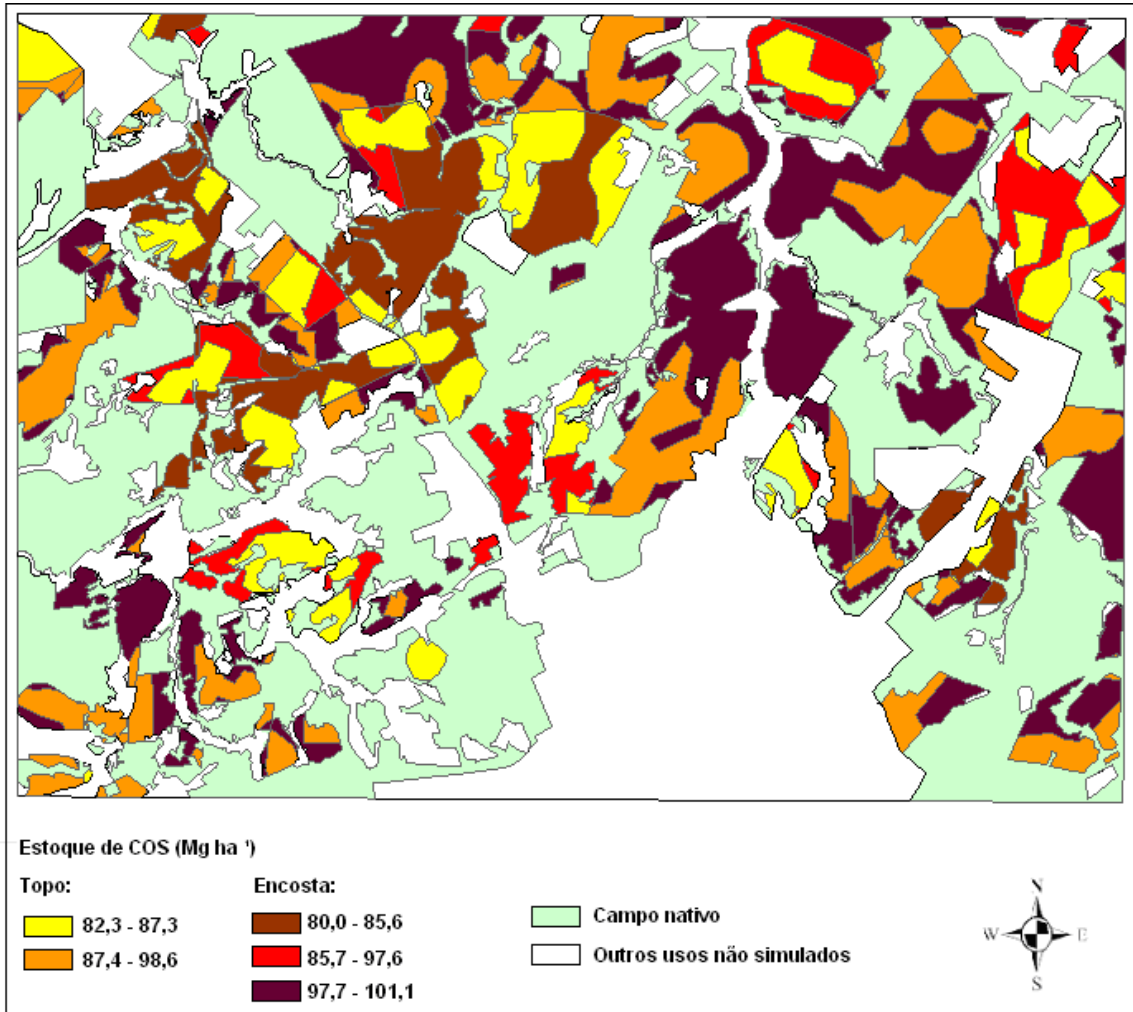 Estoque de COS (Mg ha ¹)
Topo:
82,3 - 87,3
87,4 - 98,6
Encosta:
80,0 - 85,6
85,7 - 97,6
97,7 - 101,1
Campo nativo
Outros usos não simulados
N
W E
S